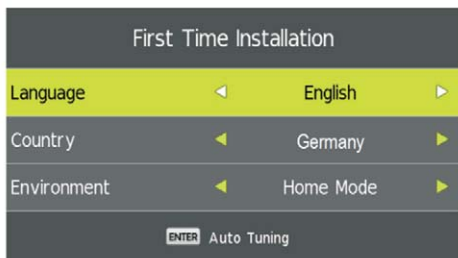 First Time Installation
Language English
Country Germany
Environment Home Mode
ENTER Auto Tuning